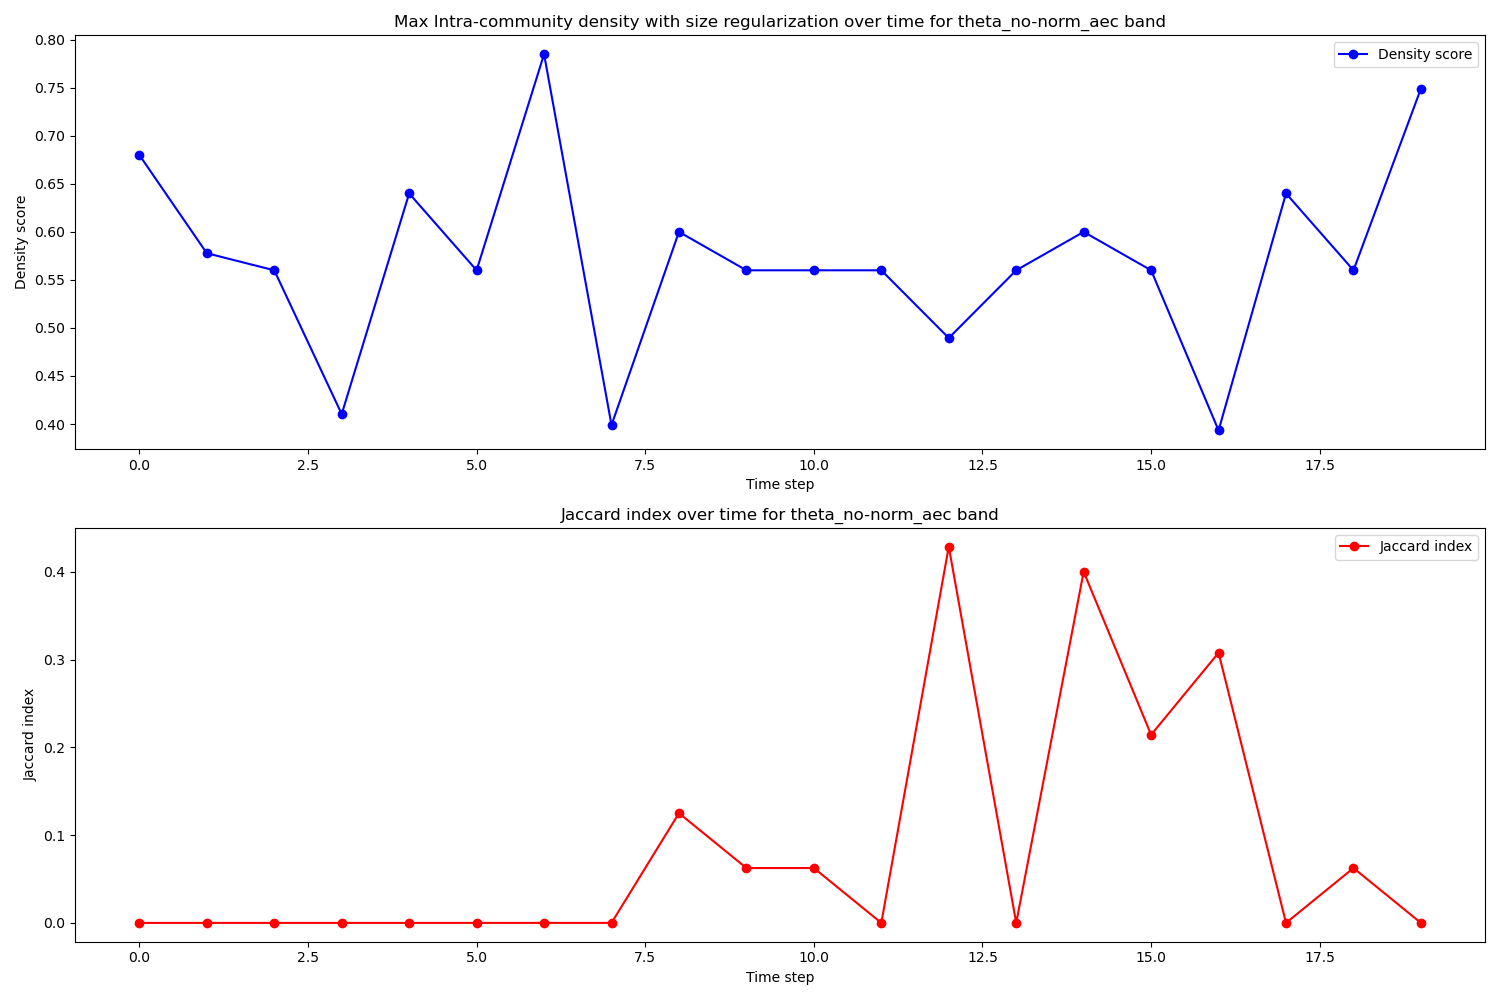 Max Intra-community density with size regularization over time for theta_no-norm_aec band
Density score
0.80
0.75
0.70
0.65
0.60
0.55
0.50
0.45
0.40
Density score
0.0 2.5 5.0 7.5 10.0 12.5 15.0 17.5
Time step
Jaccard index over time for theta_no-norm_aec band
Jaccard index
0.4
0.3
0.2
0.1
0.0
Jaccard index
0.0 2.5 5.0 7.5 10.0 12.5 15.0 17.5
Time step